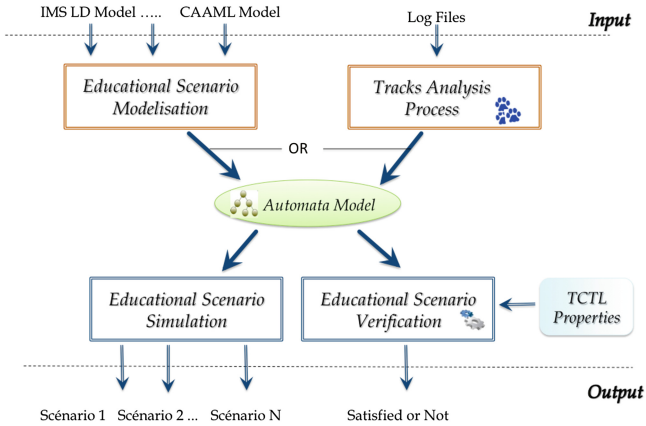 IMS LD Model ..... CAAML Model
Log Files
Input
Educational Scenario
Modelisation
Tracks Analysis
Process
OR
Automata Model
Educational Scenario
Simulation
Educational Scenario
Verification
TCTL
Properties
Output
Scénario 1 Scénario 2 ... Scénario N
Satisfied or Not